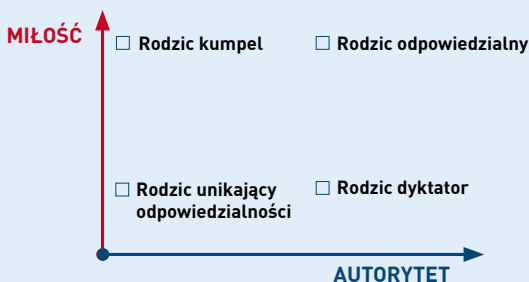 MIŁOŚĆ
☐ Rodzic kumpel
☐ Rodzic odpowiedzialny
☐ Rodzic unikający
odpowiedzialności
☐ Rodzic dyktator
AUTORYTET